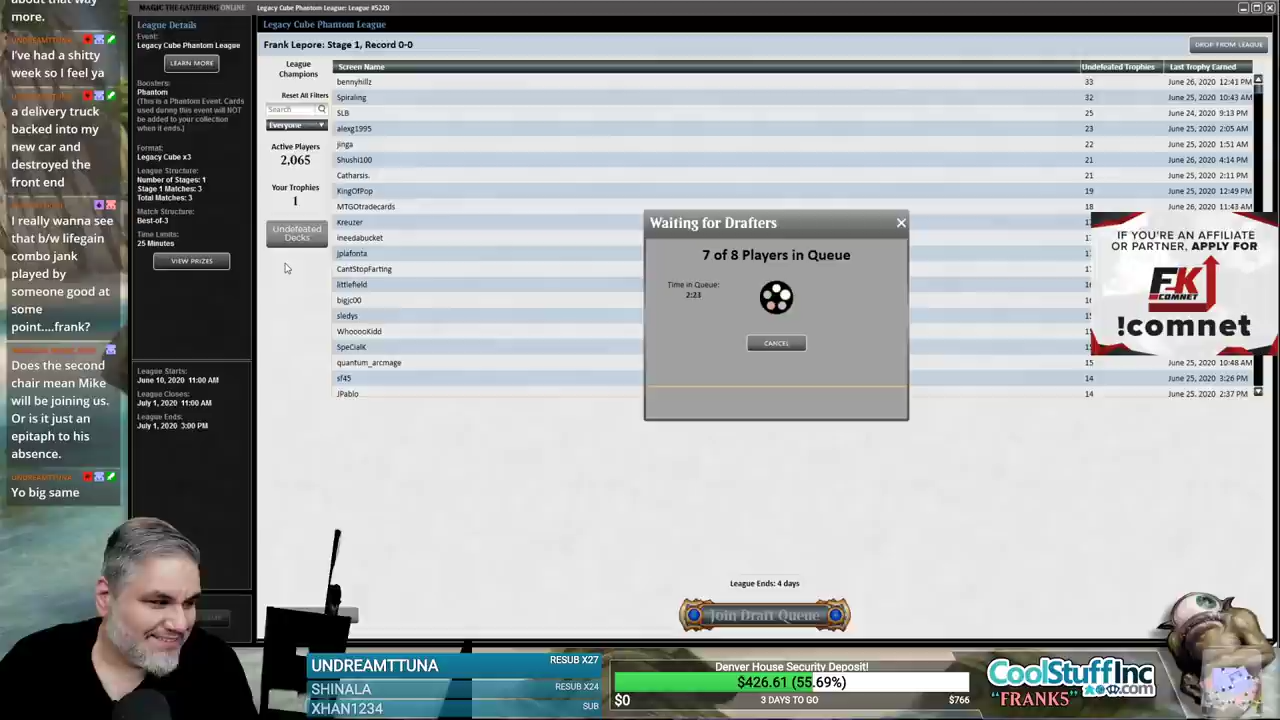 about that way
more.
UNDREAMTTUNA
I've had a shitty
week so I feel ya
a delivery truck
backed into my
new car and
destroyed the
front end
I really wanna see
that b/w lifegain
combo jank
played by
someone good at
some
point....frank?
Does the second
chair mean Mike
will be joining us.
Or is it just an
epitaph to his
absence.
UNDREAMTTUNA
Yo big same
MAGIC THE GATHERING ONLINE
Legacy Cube Phantom League: League #5220
League Details
Event:
Legacy Cube Phantom League
LEARN MORE
Boosters:
Phantom
(This is a Phantom Event. Cards
used during this event will NOT
be added to your collection
when it ends.)
Format:
Legacy Cube x3
League Structure:
Number of Stages: 1
Stage 1 Matches: 3
Total Matches: 3
Match Structure:
Best-of-3
Time Limits:
25 Minutes
VIEW PRIZES
League Starts:
June 10, 2020 11:00 AM
League Closes:
July 1, 2020 11:00 AM
League Ends:
July 1, 2020 3:00 PM
Legacy Cube Phantom League
Frank Lepore: Stage 1, Record 0-0
DROP FROM LEAGUE
League
Champions
Reset All Filters
Search
Everyone
Active Players
2,065
Your Trophies
1
Undefeated
Decks
Screen Name Undefeated Trophies Last Trophy Earned
bennyhillz 33 June 26, 2020 12:41 PM
Spiraling 32 June 25, 2020 10:43 AM
SLB 25 June 24, 2020 9:13 PM
alexg1995 23 June 25, 2020 2:05 AM
jinga 22 June 25, 2020 1:51 AM
Shushi100 21 June 26, 2020 4:14 PM
Catharsis. 21 June 25, 2020 2:11 PM
KingOfPop 19 June 25, 2020 12:49 PM
MTGOtradecards 18 June 26, 2020 11:43 AM
Kreuzer
ineedabucket
jplafonta
CantStopFarting
littlefield
bigjc00
sledys
WhooooKidd
SpeCialK
quantum_arcmage 15 June 25, 2020 10:48 AM
sf45 14 June 25, 2020 3:26 PM
JPablo 14 June 25, 2020 2:37 PM
Waiting for Drafters
7 of 8 Players in Queue
Time in Queue:
2:23
CANCEL
League Ends: 4 days
Join Draft Queue
IF YOU'RE AN AFFILIATE
OR PARTNER, APPLY FOR
FK
COMNET
!comnet
UNDREAMTTUNA RESUB X27
SHINALA RESUB X24
XHAN1234 SUB
Denver House Security Deposit!
$426.61 (55.69%)
$0 3 DAYS TO GO $766
CoolStuffInc
.com
"FRANK5"